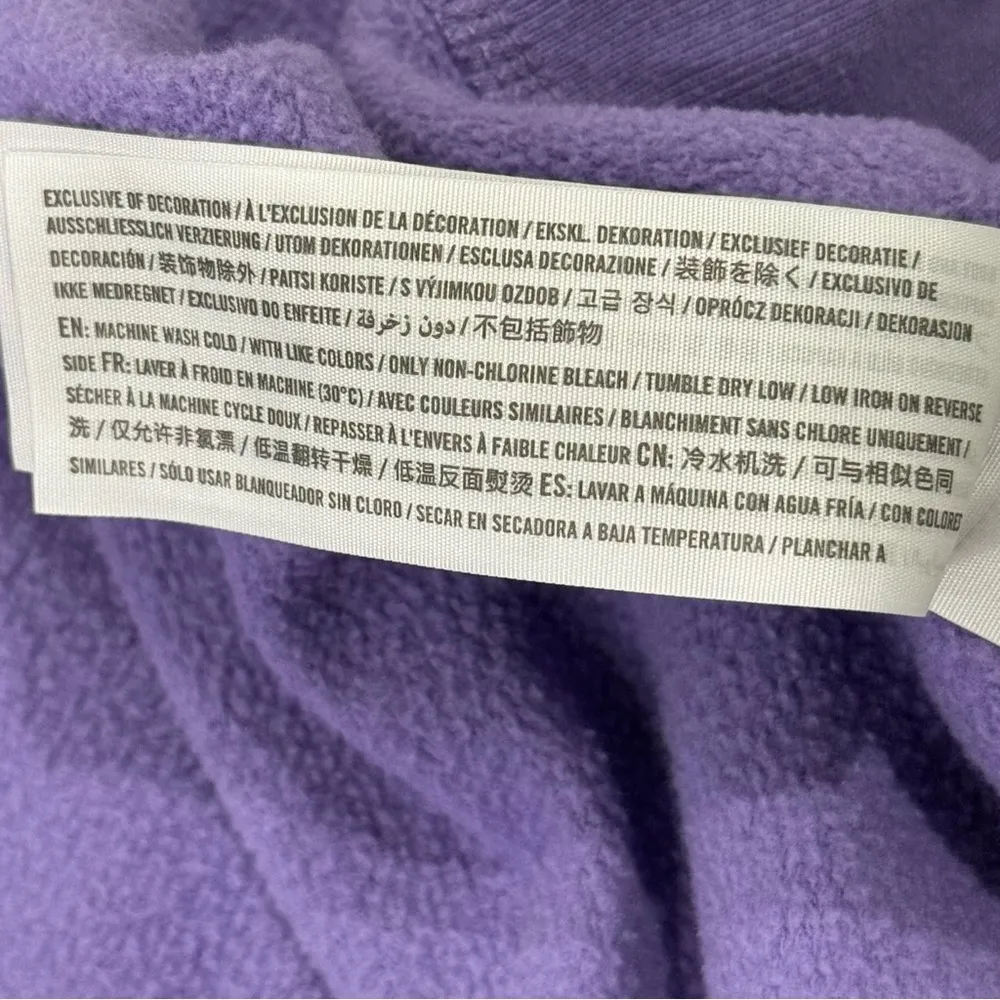 EXCLUSIVE OF DECORATION / À L'EXCLUSION DE LA DÉCORATION / EKSKL. DEKORATION / EXCLUSIEF DECORATIE /
AUSSCHLIESSLICH VERZIERUNG / UTOM DEKORATIONEN / ESCLUSA DECORAZIONE / 装飾を除く / EXCLUSIVO DE
DECORACIÓN / 装饰物除外 / PAITSI KORISTE / S VÝJIMKOU OZDOB / 고급 장식 / OPRÓCZ DEKORACJI / DEKORASJON
IKKE MEDREGNET / EXCLUSIVO DO ENFEITE / دون زخرفة / 不包括飾物
EN: MACHINE WASH COLD / WITH LIKE COLORS / ONLY NON-CHLORINE BLEACH / TUMBLE DRY LOW / LOW IRON ON REVERSE
SIDE FR: LAVER À FROID EN MACHINE (30°C) / AVEC COULEURS SIMILAIRES / BLANCHIMENT SANS CHLORE UNIQUEMENT /
SÉCHER À LA MACHINE CYCLE DOUX / REPASSER À L'ENVERS À FAIBLE CHALEUR CN: 冷水机洗 / 可与相似色同
洗 / 仅允许非氯漂 / 低温翻转干燥 / 低温反面熨烫 ES: LAVAR A MÁQUINA CON AGUA FRÍA / CON COLORES
SIMILARES / SÓLO USAR BLANQUEADOR SIN CLORO / SECAR EN SECADORA A BAJA TEMPERATURA / PLANCHAR A